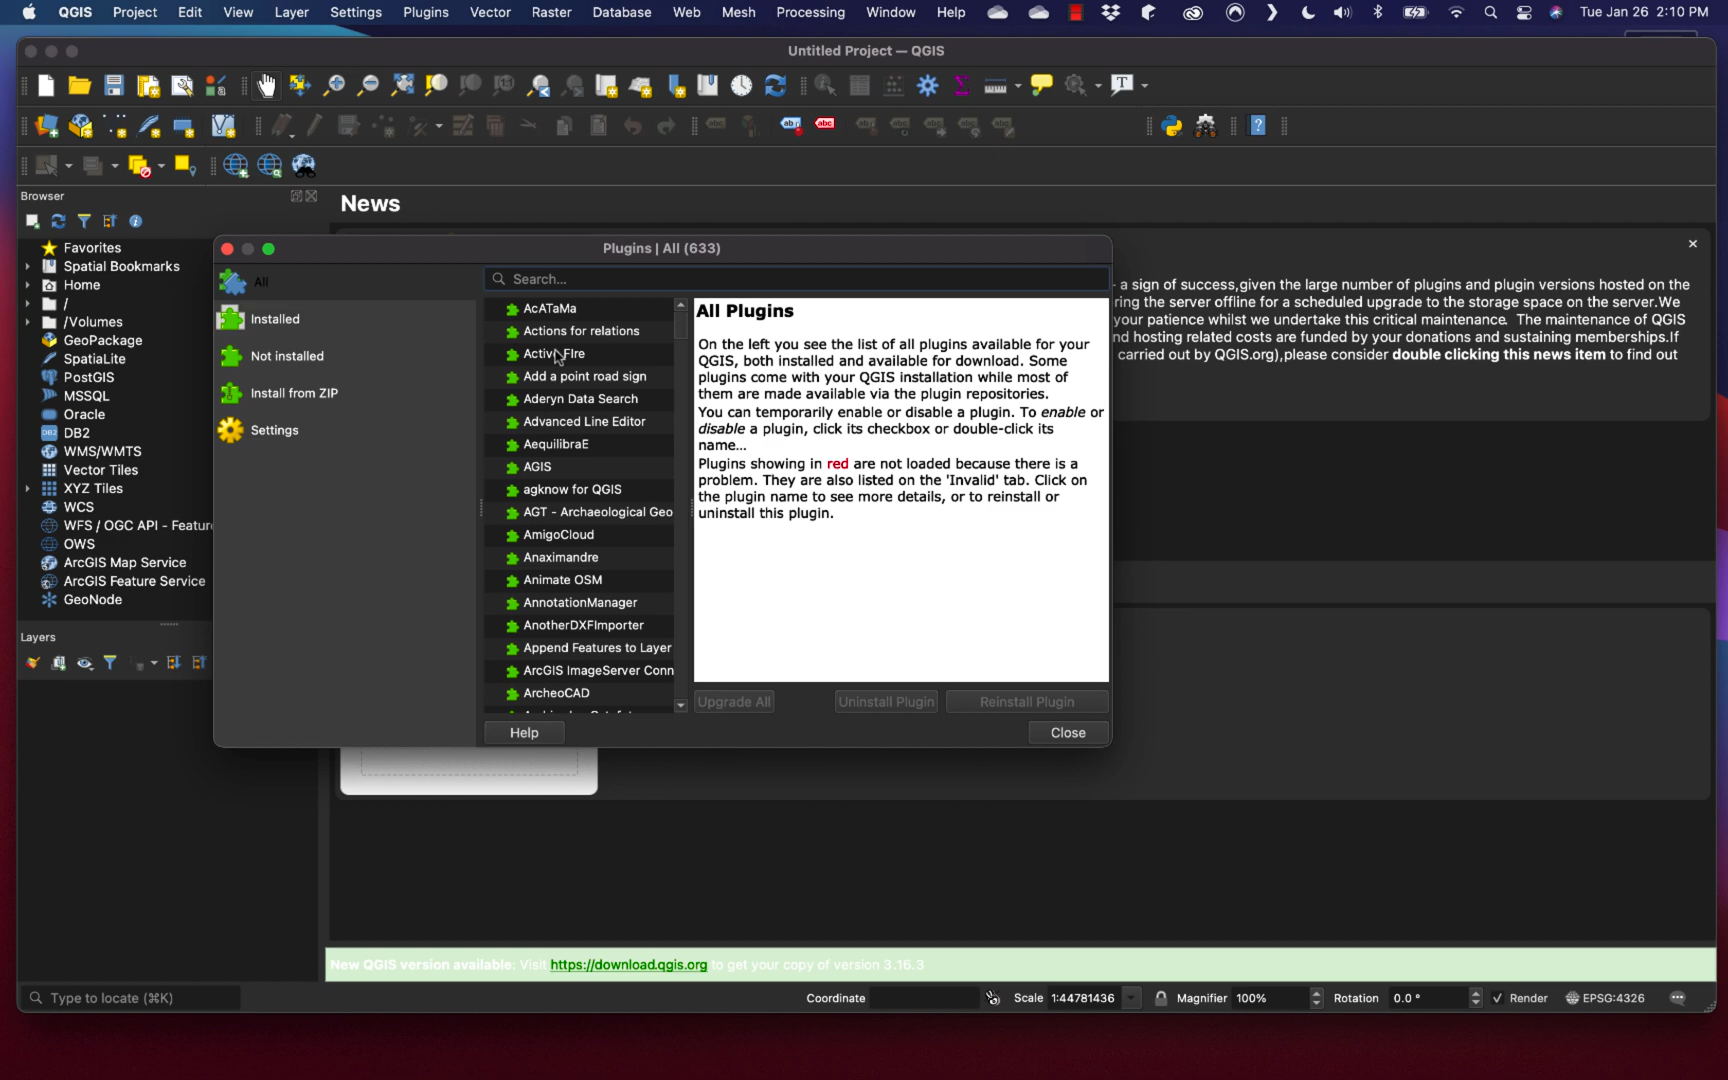 QGIS Project Edit View Layer Settings Plugins Vector Raster Database Web Mesh Processing Window Help Tue Jan 26 2:10 PM
Untitled Project — QGIS
Browser
News
Favorites
Spatial Bookmarks
Home
/
/Volumes
GeoPackage
SpatiaLite
PostGIS
MSSQL
Oracle
DB2
WMS/WMTS
Vector Tiles
XYZ Tiles
WCS
WFS / OGC API - Featur
OWS
ArcGIS Map Service
ArcGIS Feature Service
GeoNode
Layers
Plugins | All (633)
All
Installed
Not installed
Install from ZIP
Settings
Search...
AcATaMa
Actions for relations
Active Fire
Add a point road sign
Aderyn Data Search
Advanced Line Editor
AequilibraE
AGIS
agknow for QGIS
AGT - Archaeological Geo
AmigoCloud
Anaximandre
Animate OSM
AnnotationManager
AnotherDXFImporter
Append Features to Layer
ArcGIS ImageServer Conn
ArcheoCAD
All Plugins
On the left you see the list of all plugins available for your
QGIS, both installed and available for download. Some
plugins come with your QGIS installation while most of
them are made available via the plugin repositories.
You can temporarily enable or disable a plugin. To enable or
disable a plugin, click its checkbox or double-click its
name...
Plugins showing in red are not loaded because there is a
problem. They are also listed on the 'Invalid' tab. Click on
the plugin name to see more details, or to reinstall or
uninstall this plugin.
Upgrade All Uninstall Plugin Reinstall Plugin
Help Close
- a sign of success,given the large number of plugins and plugin versions hosted on the
ring the server offline for a scheduled upgrade to the storage space on the server.We
your patience whilst we undertake this critical maintenance. The maintenance of QGIS
nd hosting related costs are funded by your donations and sustaining memberships.If
carried out by QGIS.org),please consider double clicking this news item to find out
New QGIS version available: Visit https://download.qgis.org to get your copy of version 3.16.3
Type to locate (⌘K) Coordinate Scale 1:44781436 Magnifier 100% Rotation 0.0 ° Render EPSG:4326